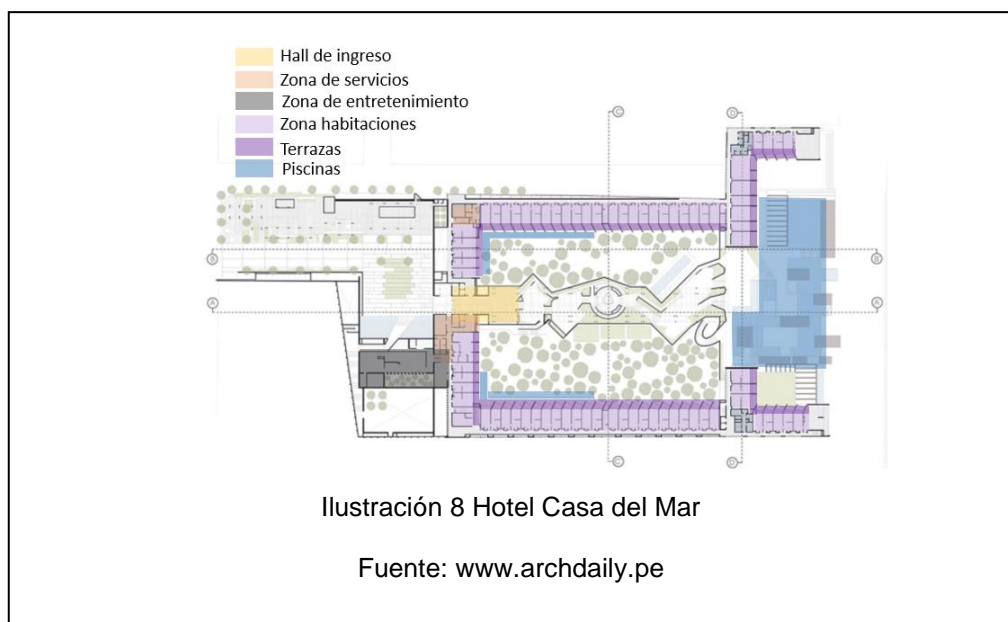 Hall de ingreso
Zona de servicios
Zona de entretenimiento
Zona habitaciones
Terrazas
Piscinas
C
D
B
B
A
A
C
D
Ilustración 8 Hotel Casa del Mar
Fuente: www.archdaily.pe